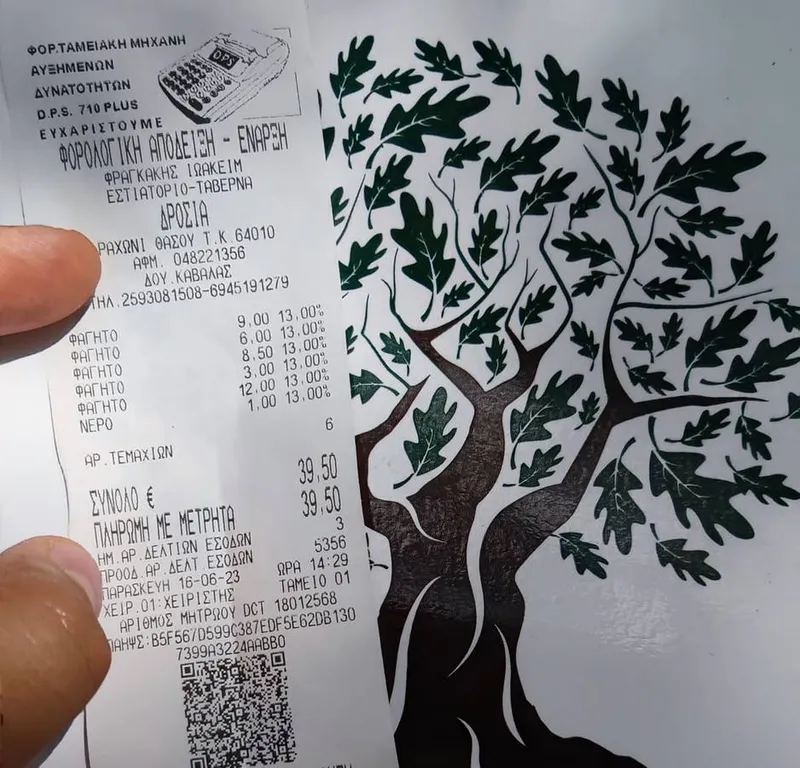 ΦΟΡ.ΤΑΜΕΙΑΚΗ ΜΗΧΑΝΗ
ΑΥΞΗΜΕΝΩΝ
ΔΥΝΑΤΟΤΗΤΩΝ
D.P.S. 710 PLUS
ΕΥΧΑΡΙΣΤΟΥΜΕ
DPS
ΦΟΡΟΛΟΓΙΚΗ ΑΠΟΔΕΙΞΗ - ΕΝΑΡΞΗ
ΦΡΑΓΚΑΚΗΣ ΙΩΑΚΕΙΜ
ΕΣΤΙΑΤΟΡΙΟ-ΤΑΒΕΡΝΑ
ΔΡΟΣΙΑ
ΡΑΧΩΝΙ ΘΑΣΟΥ Τ.Κ.64010
ΑΦΜ. 048221356
ΔΟΥ.ΚΑΒΑΛΑΣ
ΤΗΛ.2593081508-6945191279
ΦΑΓΗΤΟ 9,00 13,00%
ΦΑΓΗΤΟ 6,00 13,00%
ΦΑΓΗΤΟ 8,50 13,00%
ΦΑΓΗΤΟ 3,00 13,00%
ΦΑΓΗΤΟ 12,00 13,00%
ΝΕΡΟ 1,00 13,00%
ΑΡ.ΤΕΜΑΧΙΩΝ 6
ΣΥΝΟΛΟ € 39,50
ΠΛΗΡΩΜΗ ΜΕ ΜΕΤΡΗΤΑ 39,50
ΗΜ.ΑΡ.ΔΕΛΤΙΩΝ ΕΣΟΔΩΝ 3
ΠΡΟΟΔ.ΑΡ.ΔΕΛΤ.ΕΣΟΔΩΝ 5356
ΠΑΡΑΣΚΕΥΗ 16-06-23 ΩΡΑ 14:29
ΧΕΙΡ.01:ΧΕΙΡΙΣΤΗΣ ΤΑΜΕΙΟ 01
ΑΡΙΘΜΟΣ ΜΗΤΡΩΟΥ DCT 18012568
ΠΑΗΨΣ:B5F567D599C387EDF5E62DB130
7399A3224AABB0